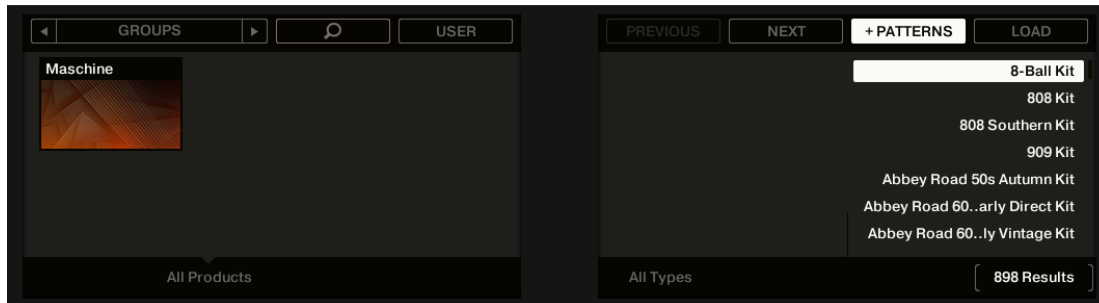 GROUPS
USER
PREVIOUS
NEXT
+ PATTERNS
LOAD
Maschine
8-Ball Kit
808 Kit
808 Southern Kit
909 Kit
Abbey Road 50s Autumn Kit
Abbey Road 60..arly Direct Kit
Abbey Road 60..ly Vintage Kit
All Products
All Types
898 Results